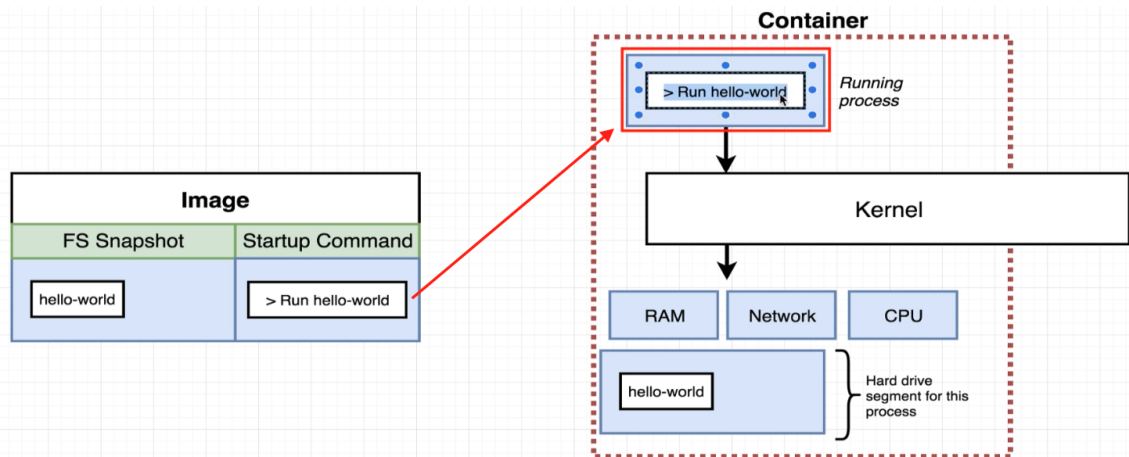 Image
FS Snapshot
Startup Command
hello-world
> Run hello-world
Container
> Run hello-world
Running
process
Kernel
RAM
Network
CPU
hello-world
Hard drive
segment for this
process